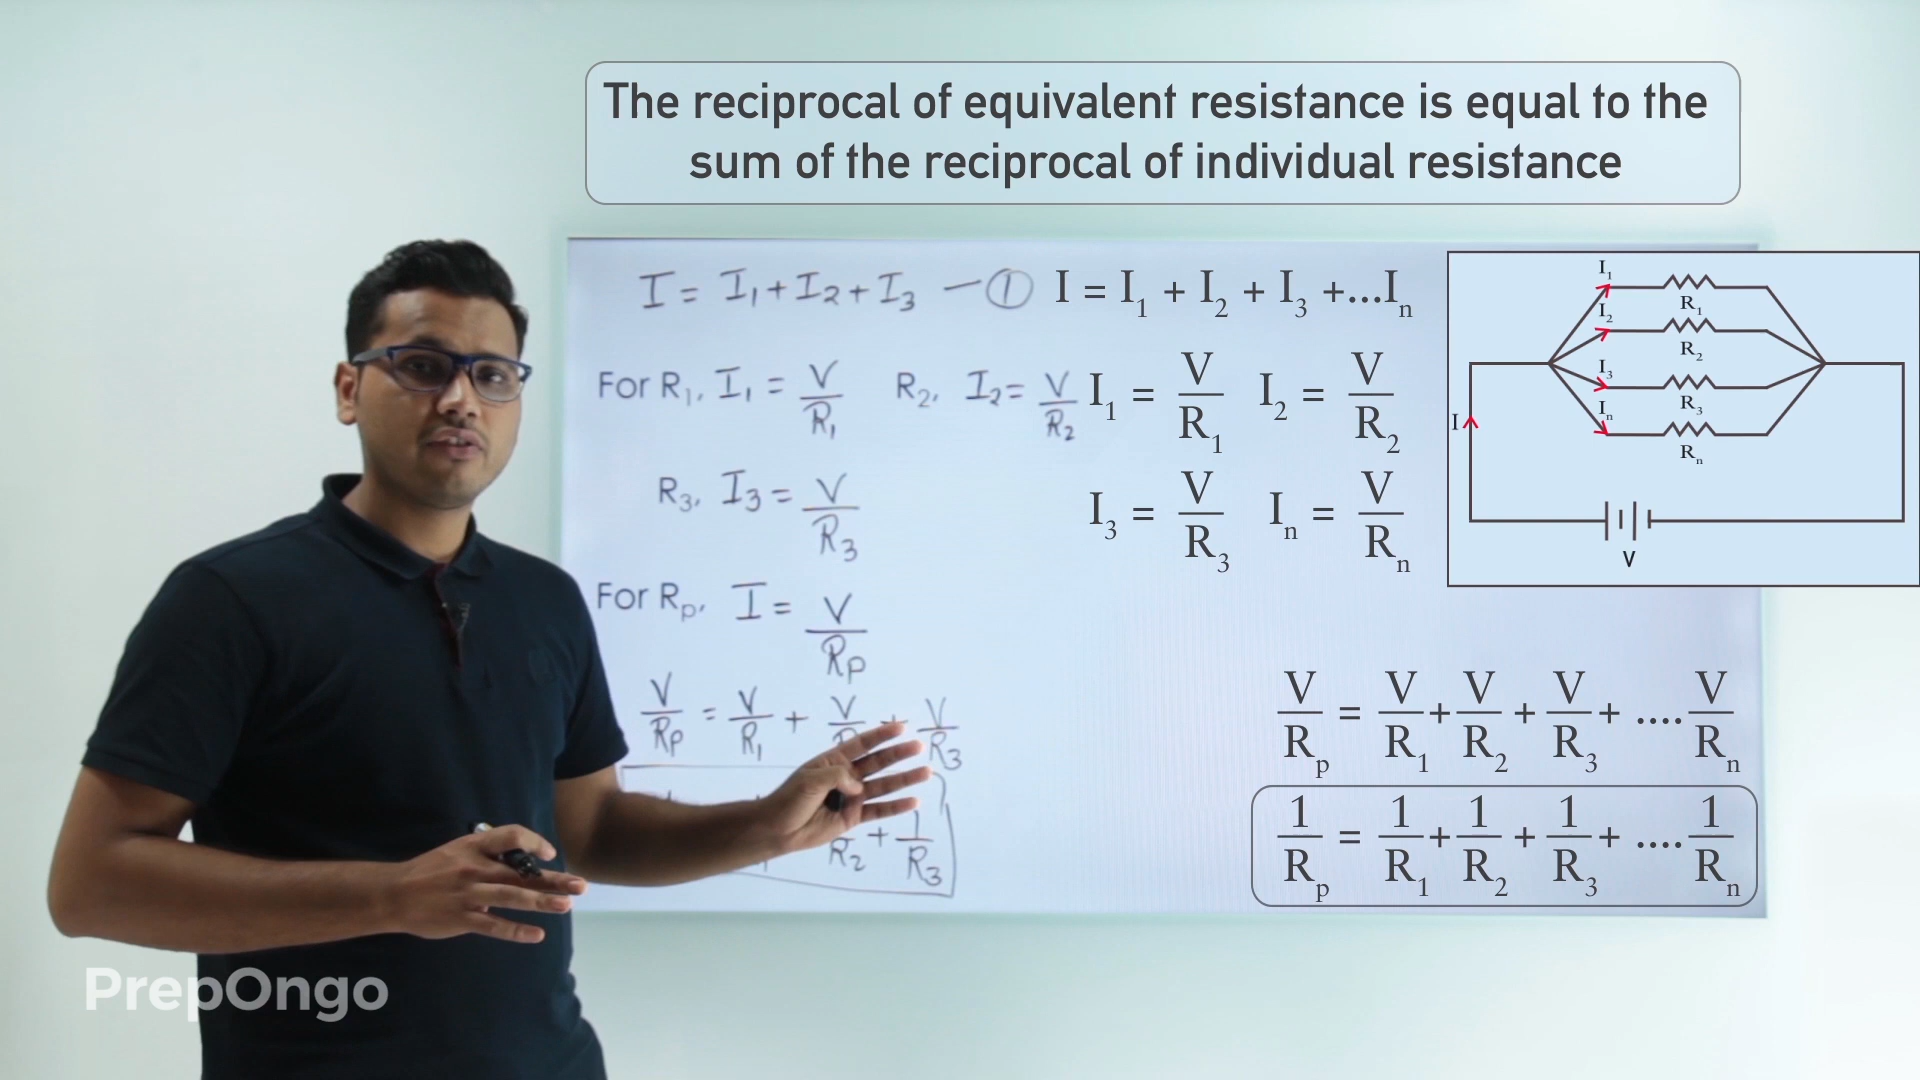 The reciprocal of equivalent resistance is equal to the
sum of the reciprocal of individual resistance
I = I₁ + I₂ + I₃ — ①
For R₁, I₁ = V/R₁ R₂, I₂ = V/R₂
R₃, I₃ = V/R₃
For Rₚ, I = V/Rₚ
V/Rₚ = V/R₁ + V/ + V/R₃
R₂ + 1/R₃
I = I₁ + I₂ + I₃ +...Iₙ
I₁ = V/R₁ I₂ = V/R₂
I₃ = V/R₃ Iₙ = V/Rₙ
V/Rₚ = V/R₁ + V/R₂ + V/R₃ + .... V/Rₙ
1/Rₚ = 1/R₁ + 1/R₂ + 1/R₃ + .... 1/Rₙ
I₁
R₁
I₂
R₂
I₃
R₃
Iₙ
Rₙ
I
V
PrepOngo